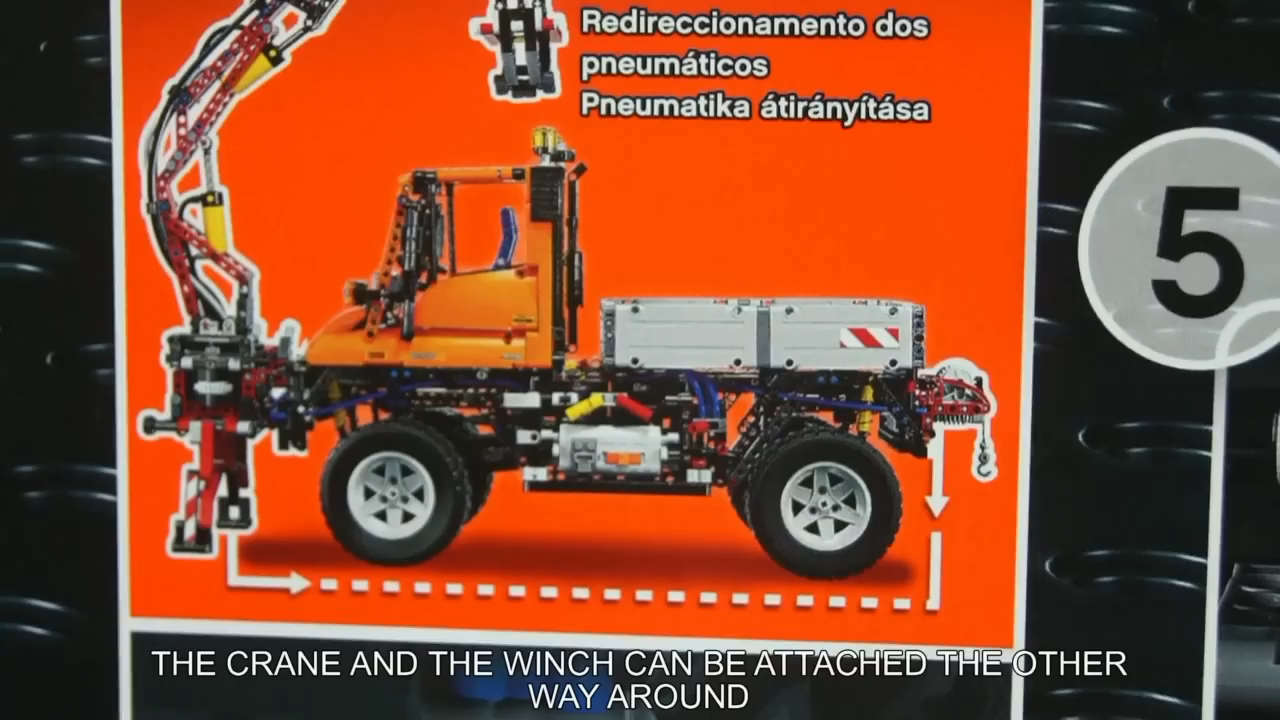 Redireccionamento dos
pneumáticos
Pneumatika átirányítása
5
THE CRANE AND THE WINCH CAN BE ATTACHED THE OTHER
WAY AROUND